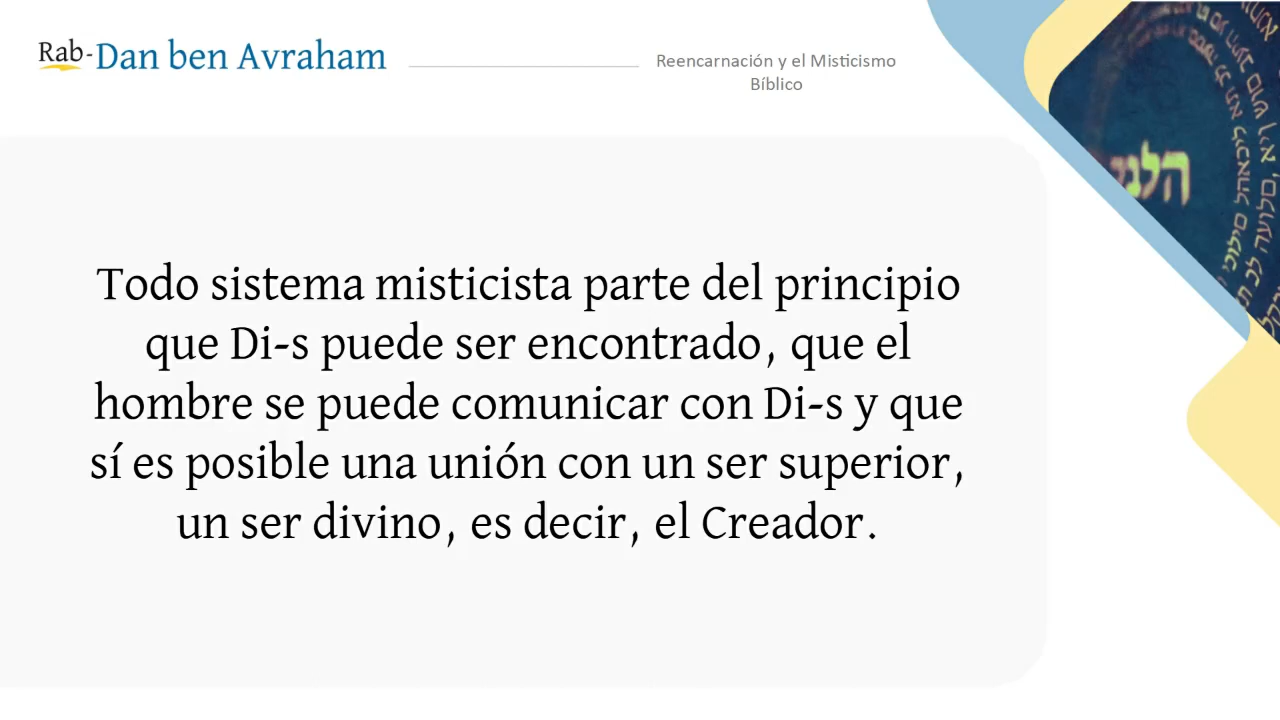 Rab-Dan ben Avraham
Reencarnación y el Misticismo
Bíblico
Todo sistema misticista parte del principio
que Di-s puede ser encontrado, que el
hombre se puede comunicar con Di-s y que
sí es posible una unión con un ser superior,
un ser divino, es decir, el Creador.